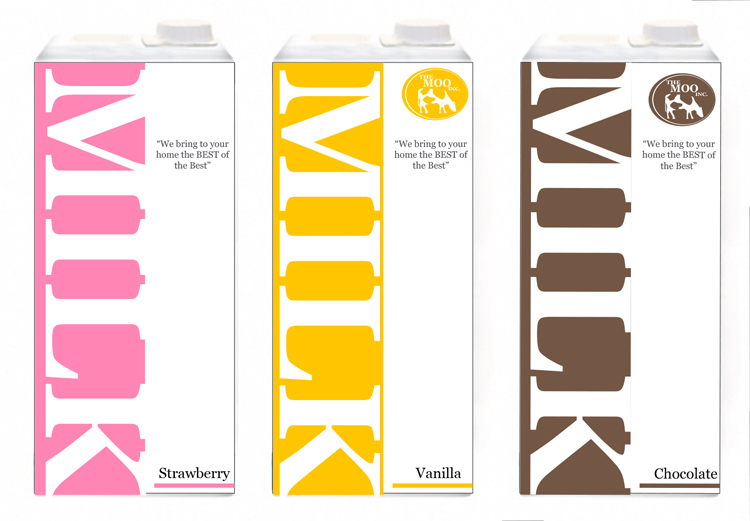 MILK
"We bring to your
home the BEST of
the Best"
Strawberry
MILK
THE
MOO
INC.
"We bring to your
home the BEST of
the Best"
Vanilla
MILK
THE
MOO
INC.
"We bring to your
home the BEST of
the Best"
Chocolate